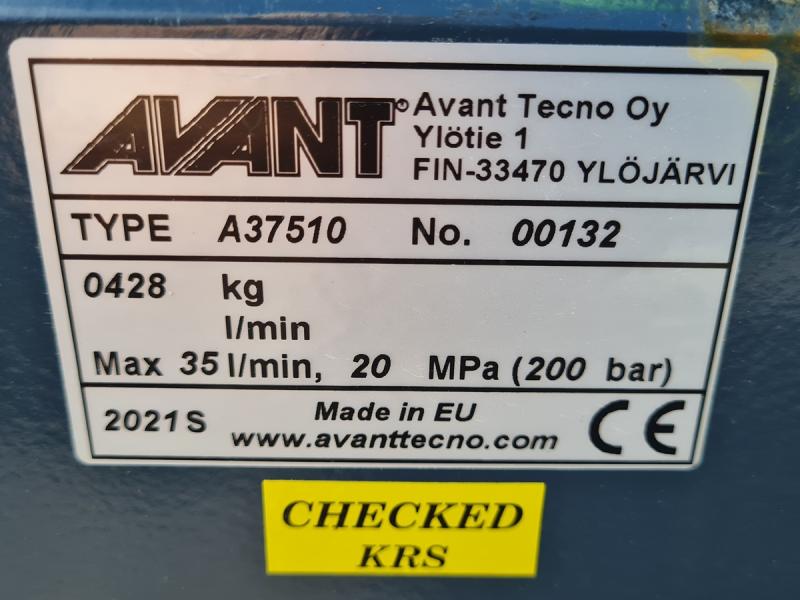 AVANT® Avant Tecno Oy
Ylötie 1
FIN-33470 YLÖJÄRVI
TYPE A37510 No. 00132
0428 kg
l/min
Max 35 l/min, 20 MPa (200 bar)
2021 S Made in EU
www.avanttecno.com CE
CHECKED
KRS